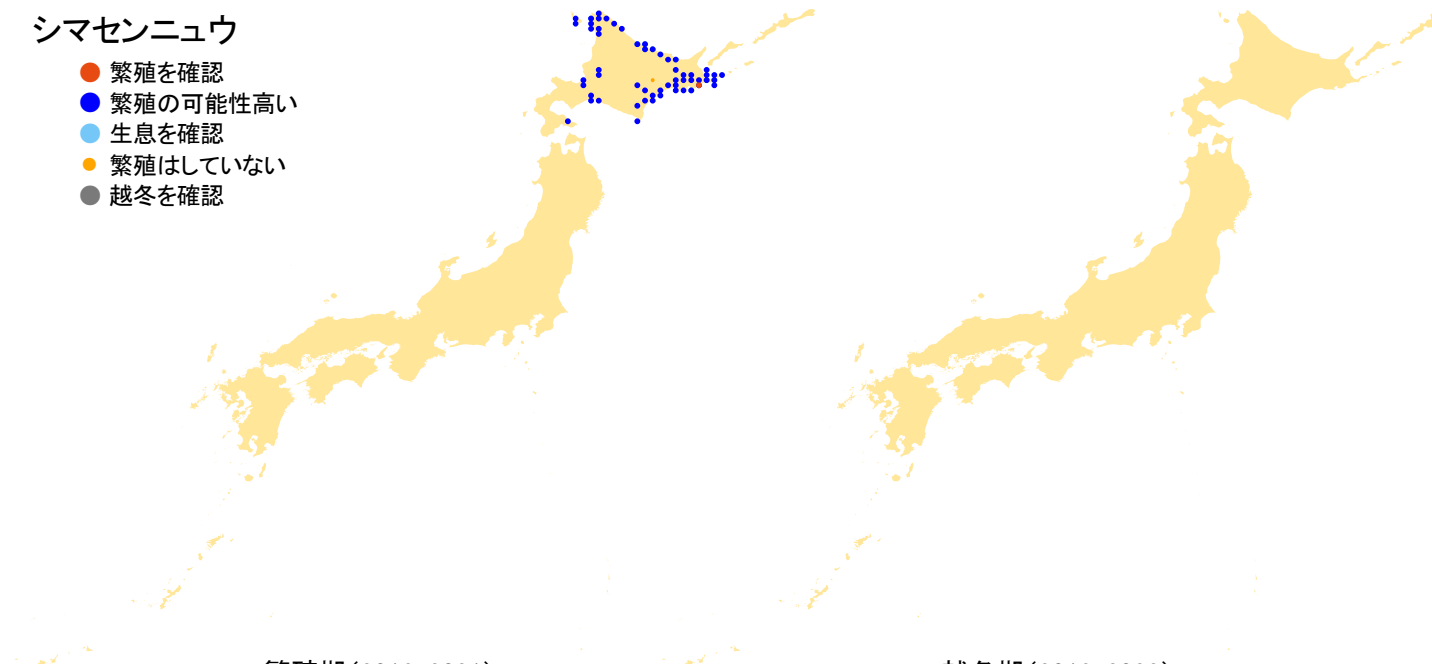 シマセンニュウ
繁殖を確認
繁殖の可能性高い
生息を確認
繁殖はしていない
越冬を確認